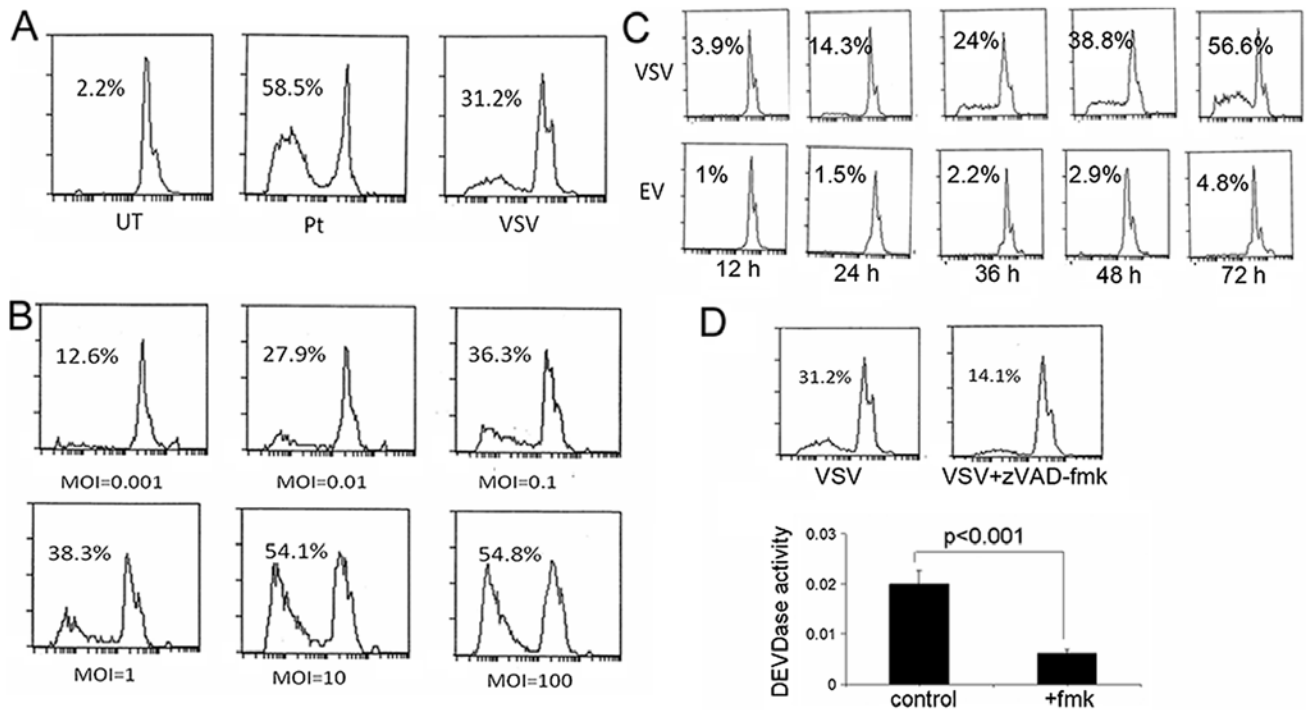 A
2.2%
58.5%
31.2%
UT
Pt
VSV
B
12.6%
27.9%
36.3%
MOI=0.001
MOI=0.01
MOI=0.1
38.3%
54.1%
54.8%
MOI=1
MOI=10
MOI=100
C
VSV
3.9%
14.3%
24%
38.8%
56.6%
EV
1%
1.5%
2.2%
2.9%
4.8%
12 h
24 h
36 h
48 h
72 h
D
31.2%
14.1%
VSV
VSV+zVAD-fmk
DEVDase activity
0.03
0.02
0.01
0
p<0.001
control
+fmk